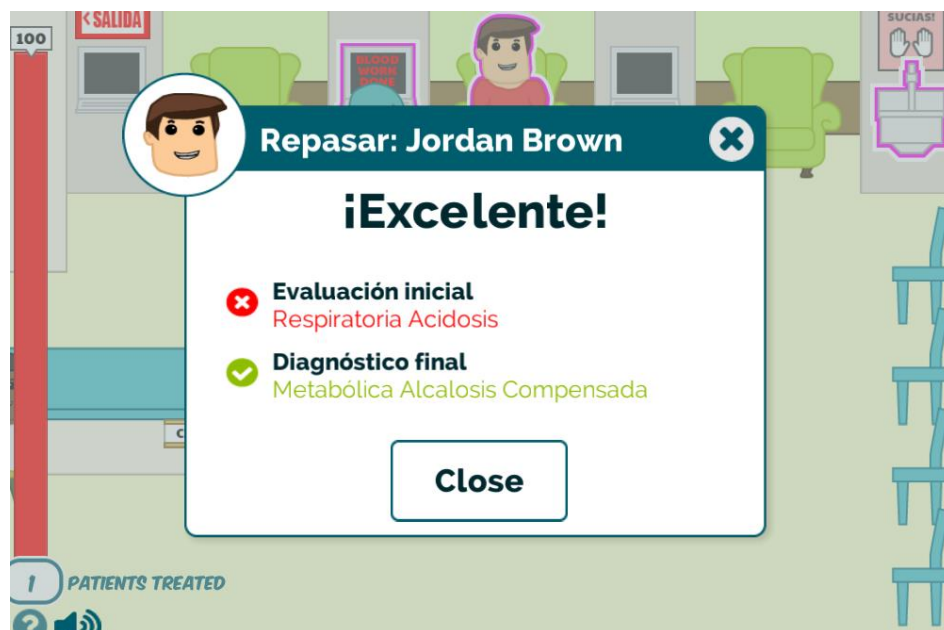 < SALIDA
100
SUCIAS!
BLOOD
WORK
DONE
Repasar: Jordan Brown
¡Excelente!
Evaluación inicial
Respiratoria Acidosis
Diagnóstico final
Metabólica Alcalosis Compensada
C
Close
1 PATIENTS TREATED
?